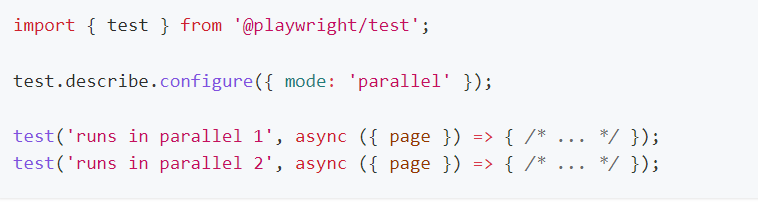 import { test } from '@playwright/test';
test.describe.configure({ mode: 'parallel' });
test('runs in parallel 1', async ({ page }) => { /* ... */ });
test('runs in parallel 2', async ({ page }) => { /* ... */ });